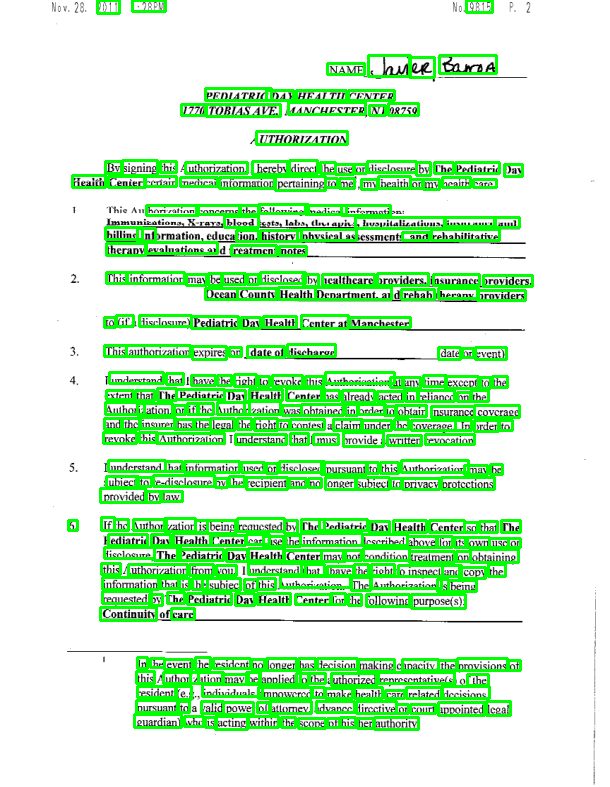 Nov. 28. 2011 1:28PM No. 9815 P. 2
NAME
PEDIATRIC DAY HEALTH CENTER
1770 TOBIAS AVE. MANCHESTER, NJ 08759
AUTHORIZATION
By signing this Authorization, I hereby direct the use or disclosure by The Pediatric Day
Health Center certain medical information pertaining to me, my health or my health care.
1 This Authorization concerns the following medical information:
Immunizations, X-rays, blood tests, labs, therapies, hospitalizations, insurance and
billing information, education, history, physical assessments, and rehabilitative
therapy evaluations and treatment notes
2. This information may be used or disclosed by healthcare providers, insurance providers,
Ocean County Health Department, and rehab therapy providers
to (if a disclosure) Pediatric Day Health Center at Manchester
3. This authorization expires on date of discharge (date or event)
4. I understand that I have the right to revoke this Authorization at any time except to the
extent that The Pediatric Day Health Center has already acted in reliance on the
Authorization, or if the Authorization was obtained in order to obtain insurance coverage
and the insurer has the legal the right to contest a claim under the coverage. In order to
revoke this Authorization I understand that I must provide a written revocation
5. I understand that information used or disclosed pursuant to this Authorization may be
subject to re-disclosure by the recipient and no longer subject to privacy protections
provided by law.
6. If the Authorization is being requested by The Pediatric Day Health Center so that The
Pediatric Day Health Center can use the information described above for its own use or
disclosure, The Pediatric Day Health Center may not condition treatment on obtaining
this Authorization from you. I understand that I have the right to inspect and copy the
information that is the subject of this Authorization. The Authorization is being
requested by The Pediatric Day Health Center for the following purpose(s):
Continuity of care
1 In the event the resident no longer has decision making capacity, the provisions of
this Authorization may be applied to the authorized representative(s) of the
resident (e.g., individuals empowered to make health care related decisions
pursuant to a valid power of attorney, advance directive or court appointed legal
guardian) who is acting within the scope of his/her authority.